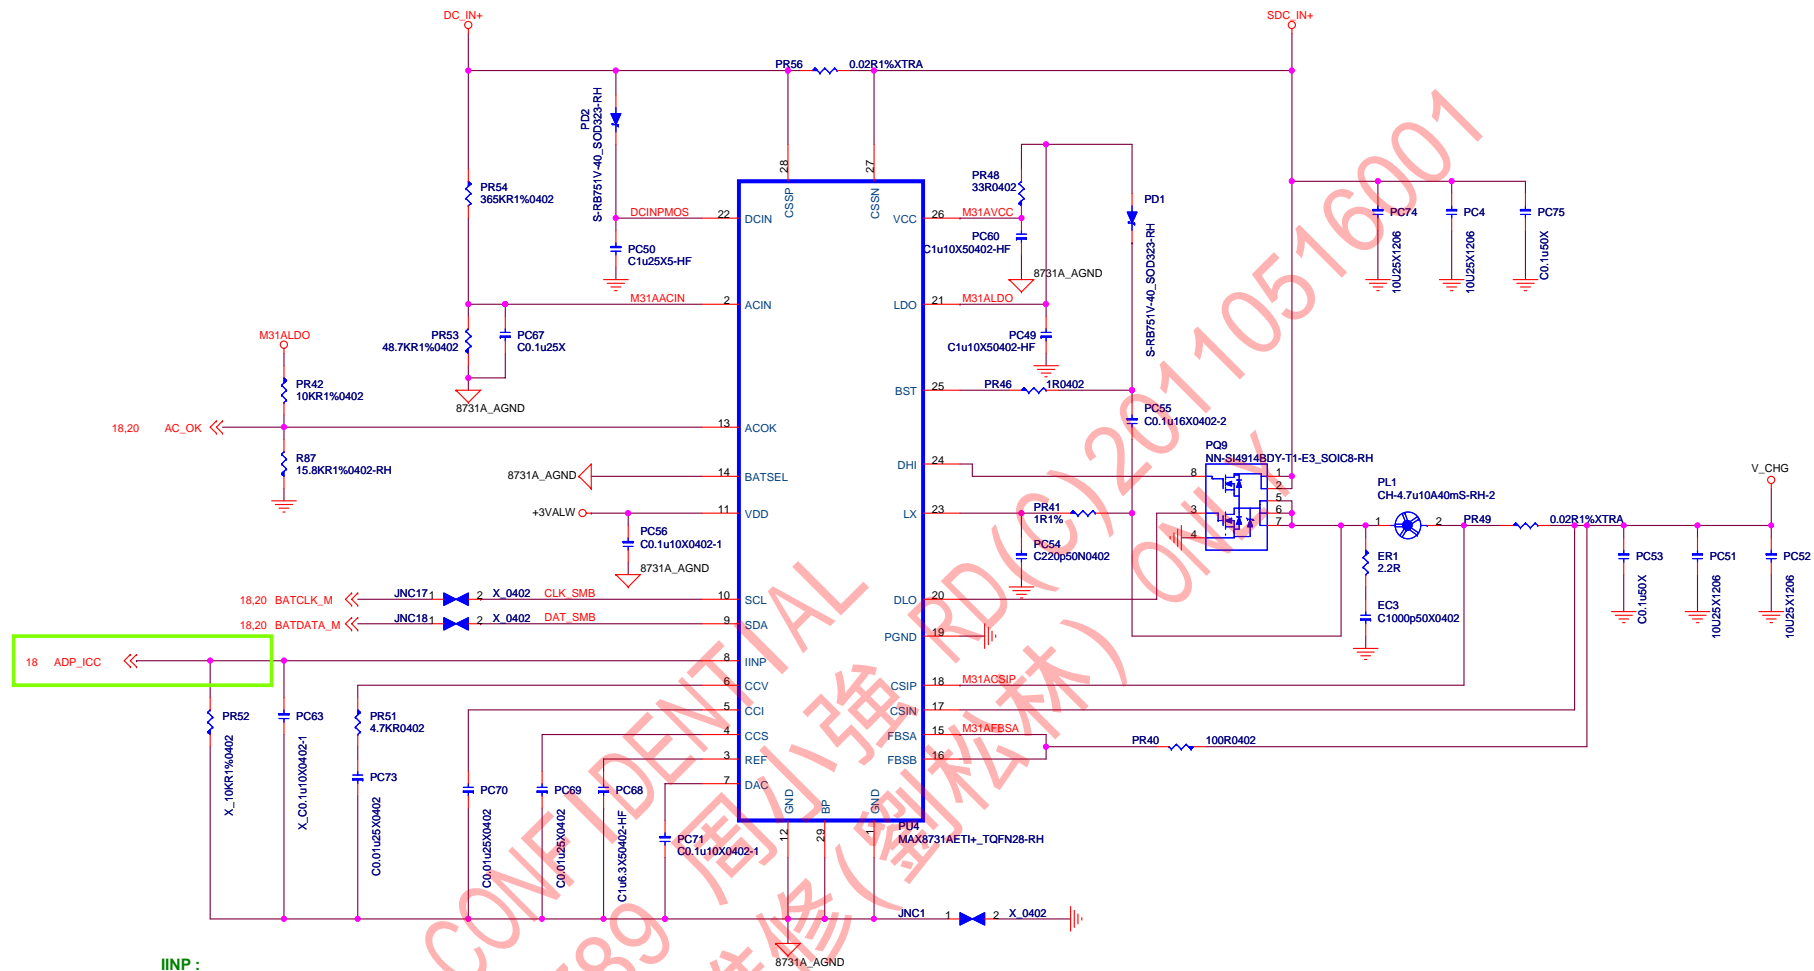 DC_IN+
SDC_IN+
PR56
0.02R1%XTRA
PD2
S-RB751V-40_SOD323-RH
28
27
CSSP
CSSN
PR54
365KR1%0402
DCINPMOS
22
DCIN
PC50
C1u25X5-HF
PR48
33R0402
VCC
26
M31AVCC
PC60
C1u10X50402-HF
8731A_AGND
PD1
S-RB751V-40_SOD323-RH
PC74
10U25X1206
PC4
10U25X1206
PC75
C0.1u50X
M31AACIN
2
ACIN
LDO
21
M31ALDO
PR53
48.7KR1%0402
PC67
C0.1u25X
8731A_AGND
PC49
C1u10X50402-HF
M31ALDO
PR42
10KR1%0402
BST
25
PR46
1R0402
PC55
C0.1u16X0402-2
18,20
AC_OK
13
ACOK
R87
15.8KR1%0402-RH
PQ9
NN-SI4914BDY-T1-E3_SOIC8-RH
DHI
24
8
1
2
5
3
6
7
4
8731A_AGND
14
BATSEL
V_CHG
PL1
CH-4.7u10A40mS-RH-2
+3VALW
11
VDD
LX
23
PR41
1R1%
1
2
PR49
0.02R1%XTRA
PC56
C0.1u10X0402-1
8731A_AGND
PC54
C220p50N0402
ER1
2.2R
PC53
C0.1u50X
PC51
10U25X1206
PC52
10U25X1206
18,20
BATCLK_M
JNC17
1
2
X_0402
CLK_SMB
10
SCL
DLO
20
EC3
C1000p50X0402
18,20
BATDATA_M
JNC18
1
2
X_0402
DAT_SMB
9
SDA
PGND
19
18
ADP_ICC
8
IINP
6
CCV
CSIP
18
M31ACSIP
PR52
X_10KR1%0402
PC63
X_C0.1u10X0402-1
PR51
4.7KR0402
5
CCI
CSIN
17
4
CCS
FBSA
15
M31AFBSA
PR40
100R0402
3
REF
FBSB
16
PC73
C0.01u25X0402
7
DAC
PC70
C0.01u25X0402
PC69
C0.01u25X0402
PC68
C1u6.3X50402-HF
GND
BP
GND
12
29
1
PU4
MAX8731AETI+_TQFN28-RH
PC71
C0.1u10X0402-1
JNC1
1
2
X_0402
8731A_AGND
IINP :
CONFIDENTIAL
周小強 RD(C)20110516001
(劉松林) ONLY